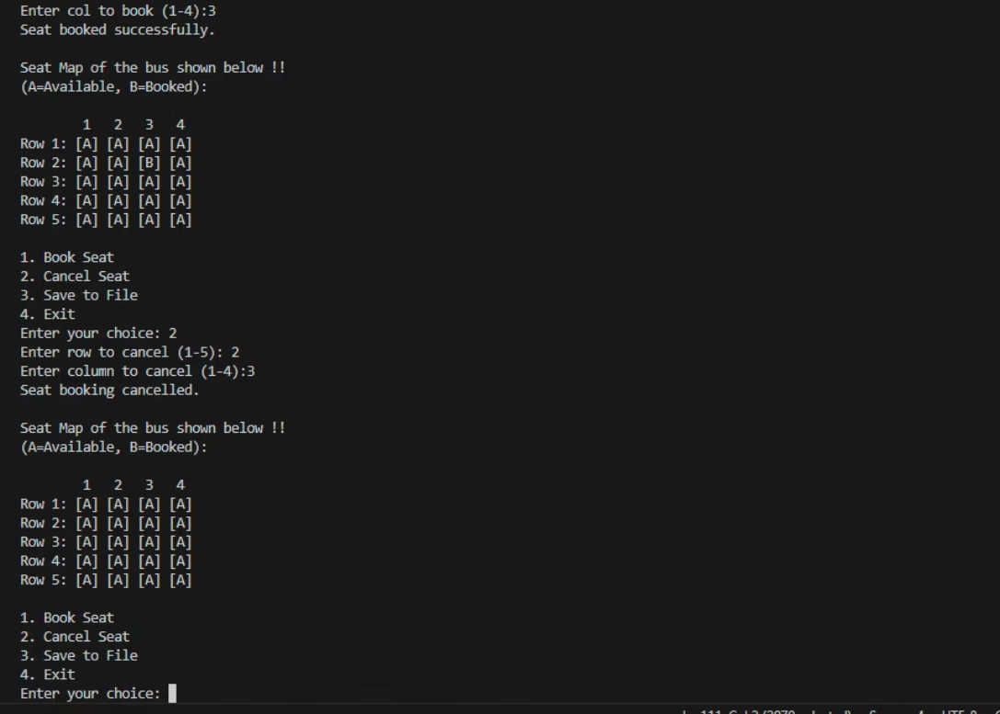 Enter col to book (1-4):3
Seat booked successfully.
Seat Map of the bus shown below !!
(A=Available, B=Booked):
1 2 3 4
Row 1: [A] [A] [A] [A]
Row 2: [A] [A] [B] [A]
Row 3: [A] [A] [A] [A]
Row 4: [A] [A] [A] [A]
Row 5: [A] [A] [A] [A]
1. Book Seat
2. Cancel Seat
3. Save to File
4. Exit
Enter your choice: 2
Enter row to cancel (1-5): 2
Enter column to cancel (1-4):3
Seat booking cancelled.
Seat Map of the bus shown below !!
(A=Available, B=Booked):
1 2 3 4
Row 1: [A] [A] [A] [A]
Row 2: [A] [A] [A] [A]
Row 3: [A] [A] [A] [A]
Row 4: [A] [A] [A] [A]
Row 5: [A] [A] [A] [A]
1. Book Seat
2. Cancel Seat
3. Save to File
4. Exit
Enter your choice: